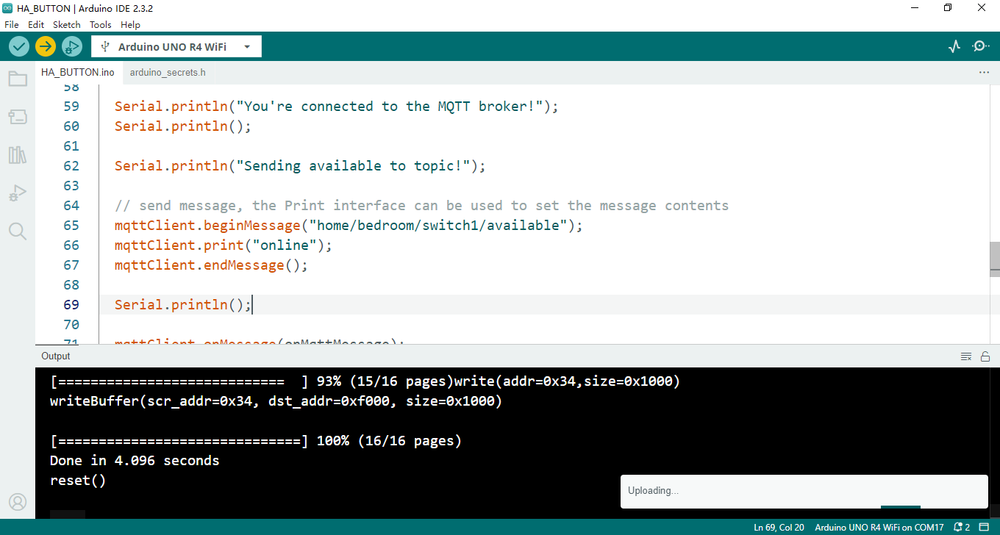 HA_BUTTON | Arduino IDE 2.3.2
File Edit Sketch Tools Help
Arduino UNO R4 WiFi
HA_BUTTON.ino arduino_secrets.h
58
59 Serial.println("You're connected to the MQTT broker!");
60 Serial.println();
61
62 Serial.println("Sending available to topic!");
63
64 // send message, the Print interface can be used to set the message contents
65 mqttClient.beginMessage("home/bedroom/switch1/available");
66 mqttClient.print("online");
67 mqttClient.endMessage();
68
69 Serial.println();
70
71 mqttClient.onMessage(onMqttMessage);
Output
[============================  ] 93% (15/16 pages)write(addr=0x34,size=0x1000)
writeBuffer(scr_addr=0x34, dst_addr=0xf000, size=0x1000)
[==============================] 100% (16/16 pages)
Done in 4.096 seconds
reset()
Uploading...
Ln 69, Col 20 Arduino UNO R4 WiFi on COM17 2